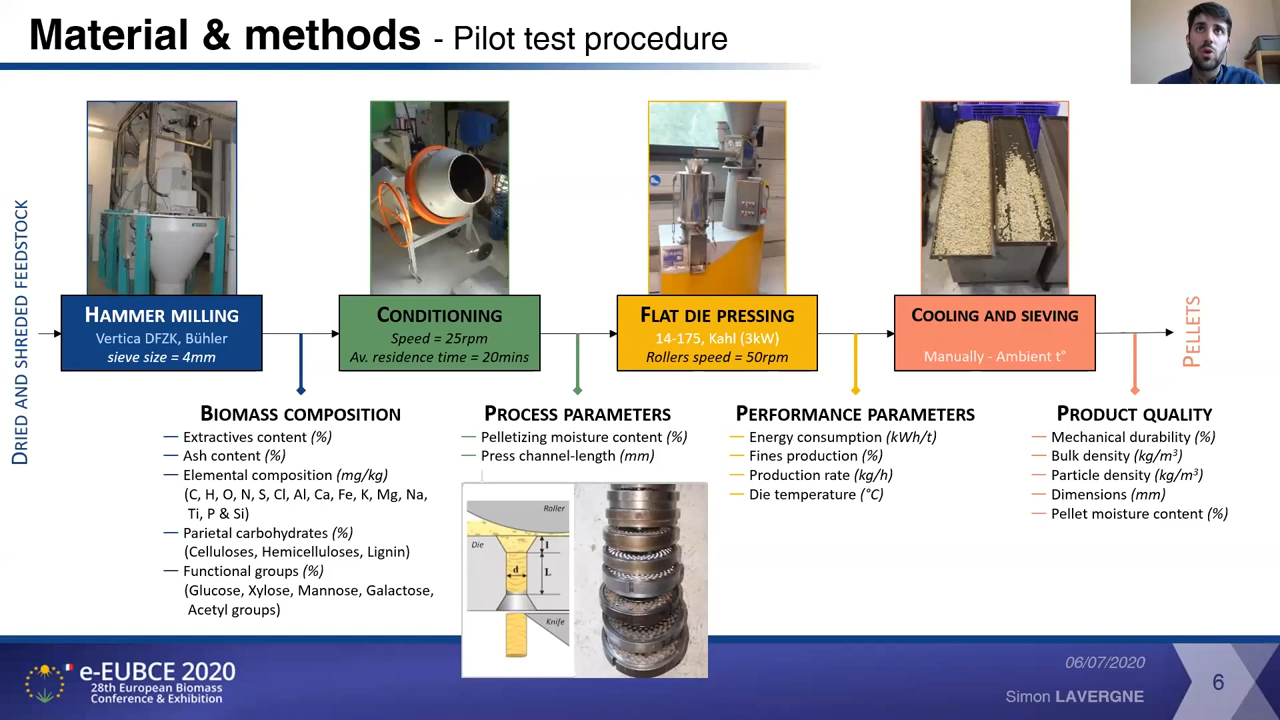 Material & methods - Pilot test procedure
DRIED AND SHREDED FEEDSTOCK
HAMMER MILLING
Vertica DFZK, Bühler
sieve size = 4mm
CONDITIONING
Speed = 25rpm
Av. residence time = 20mins
FLAT DIE PRESSING
14-175, Kahl (3kW)
Rollers speed = 50rpm
COOLING AND SIEVING
Manually - Ambient t°
PELLETS
BIOMASS COMPOSITION
— Extractives content (%)
— Ash content (%)
— Elemental composition (mg/kg)
(C, H, O, N, S, Cl, Al, Ca, Fe, K, Mg, Na,
Ti, P & Si)
— Parietal carbohydrates (%)
(Celluloses, Hemicelluloses, Lignin)
— Functional groups (%)
(Glucose, Xylose, Mannose, Galactose,
Acetyl groups)
PROCESS PARAMETERS
— Pelletizing moisture content (%)
— Press channel-length (mm)
Roller
Die
l
d
L
Knife
PERFORMANCE PARAMETERS
— Energy consumption (kWh/t)
— Fines production (%)
— Production rate (kg/h)
— Die temperature (°C)
PRODUCT QUALITY
— Mechanical durability (%)
— Bulk density (kg/m³)
— Particle density (kg/m³)
— Dimensions (mm)
— Pellet moisture content (%)
e-EUBCE 2020
28th European Biomass
Conference & Exhibition
06/07/2020
Simon LAVERGNE
6